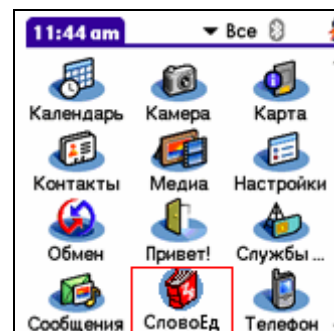 11:44 am Все
Календарь Камера Карта
Контакты Медиа Настройки
Обмен Привет! Службы ...
Сообщения СловоЕд Телефон